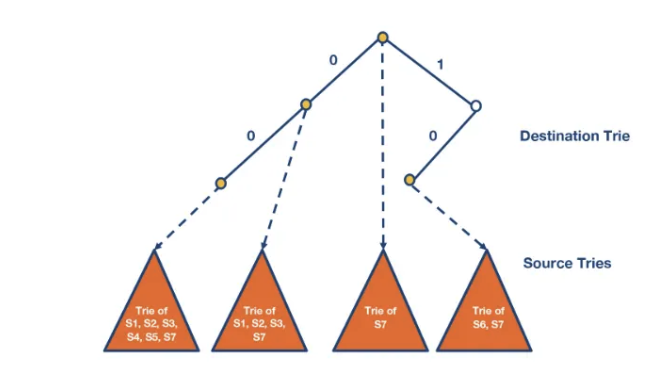 0
1
0
0
Destination Trie
Source Tries
Trie of
S1, S2, S3,
S4, S5, S7
Trie of
S1, S2, S3,
S7
Trie of
S7
Trie of
S6, S7